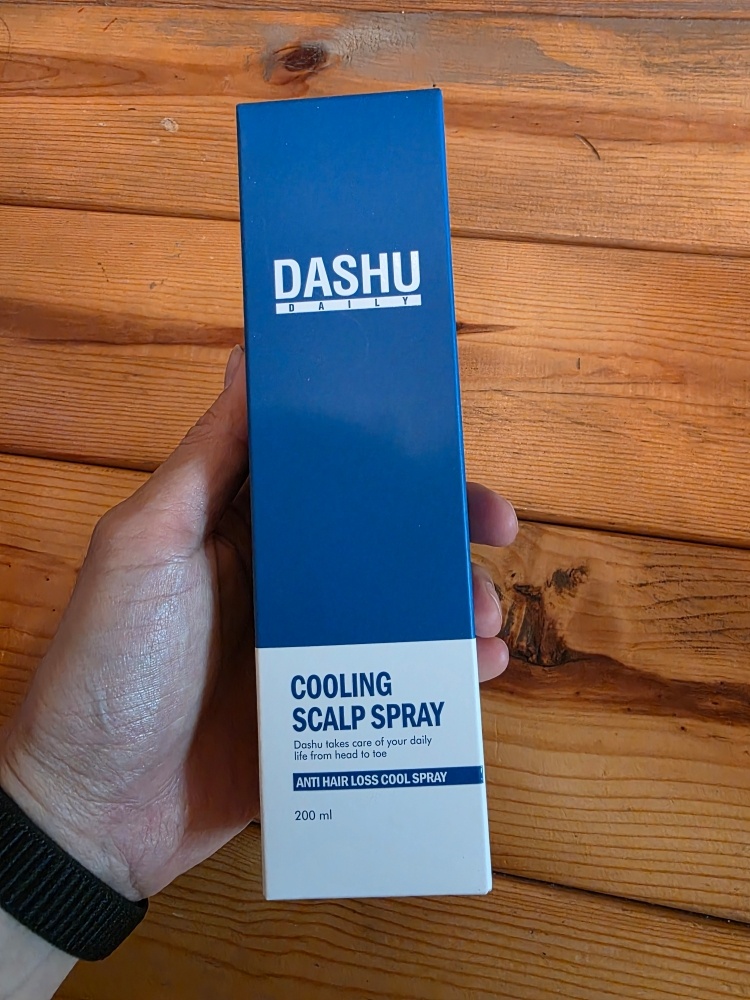 DASHU
DAILY
COOLING
SCALP SPRAY
Dashu takes care of your daily
life from head to toe
ANTI HAIR LOSS COOL SPRAY
200 ml